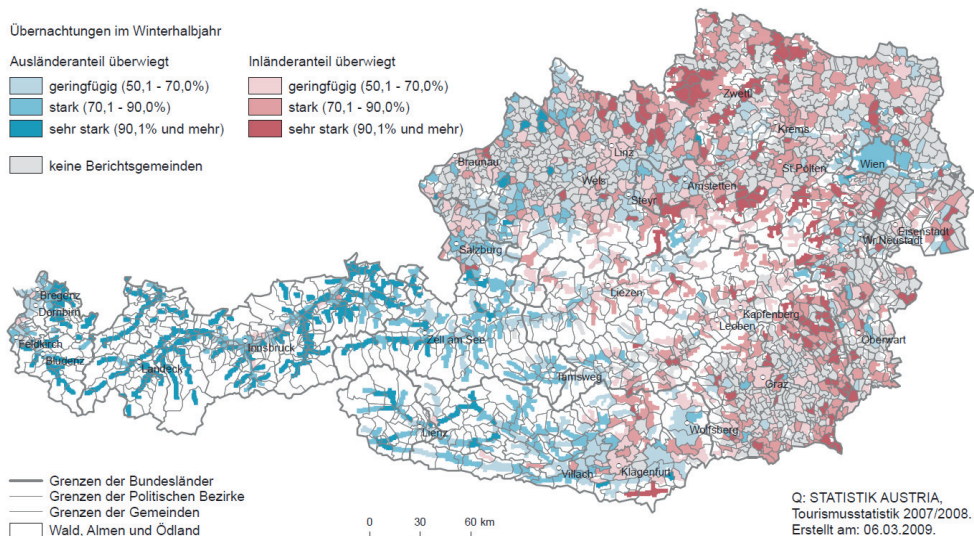 Übernachtungen im Winterhalbjahr
Ausländeranteil überwiegt
geringfügig (50,1 - 70,0%)
stark (70,1 - 90,0%)
sehr stark (90,1% und mehr)
keine Berichtsgemeinden
Inländeranteil überwiegt
geringfügig (50,1 - 70,0%)
stark (70,1 - 90,0%)
sehr stark (90,1% und mehr)
Zwettl
Krems
Linz
Braunau
St.Pölten
Wien
Wels
Amstetten
Steyr
Eisenstadt
Wr.Neustadt
Salzburg
Liezen
Bregenz
Dornbirn
Kapfenberg
Leoben
Feldkirch
Zell am See
Oberwart
Innsbruck
Bludenz
Landeck
Tamsweg
Graz
Lienz
Wolfsberg
Villach
Klagenfurt
Grenzen der Bundesländer
Grenzen der Politischen Bezirke
Grenzen der Gemeinden
Wald, Almen und Ödland
0 30 60 km
Q: STATISTIK AUSTRIA,
Tourismusstatistik 2007/2008.
Erstellt am: 06.03.2009.